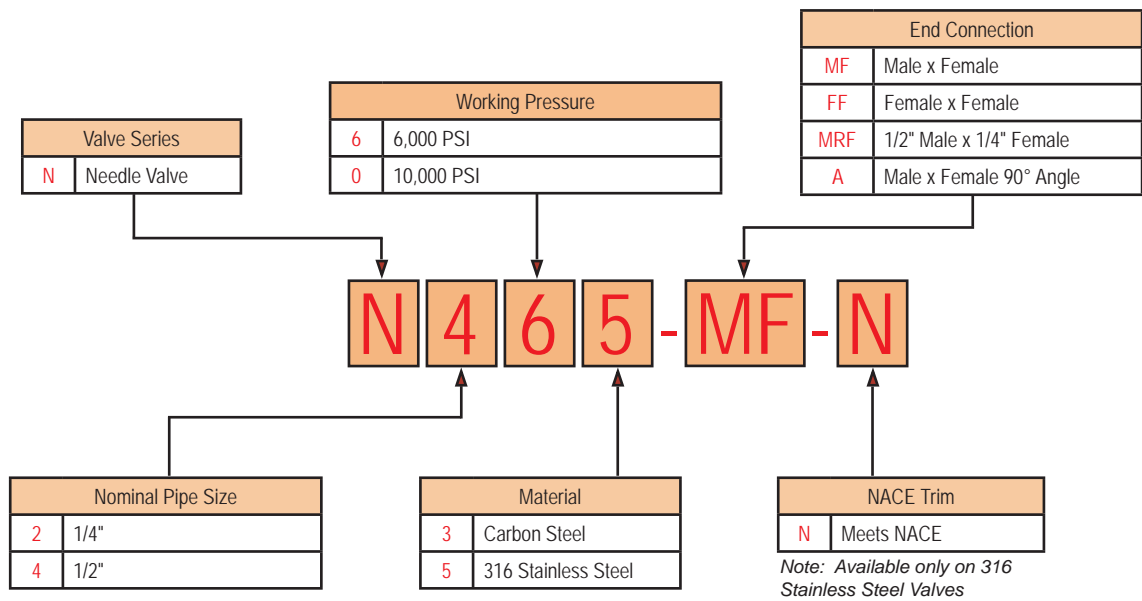 End Connection
MF Male x Female
FF Female x Female
MRF 1/2" Male x 1/4" Female
A Male x Female 90° Angle
Working Pressure
6 6,000 PSI
0 10,000 PSI
Valve Series
N Needle Valve
N 4 6 5 - MF - N
Nominal Pipe Size
2 1/4"
4 1/2"
Material
3 Carbon Steel
5 316 Stainless Steel
NACE Trim
N Meets NACE
Note: Available only on 316
Stainless Steel Valves